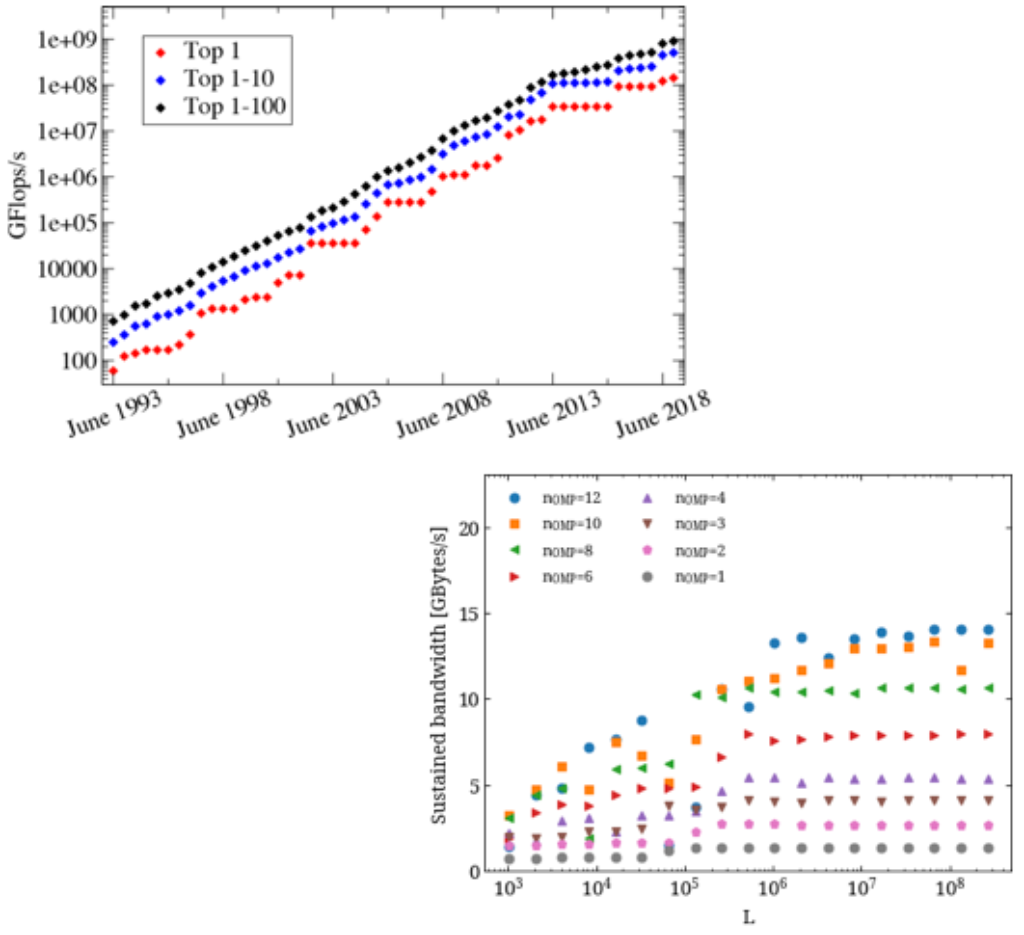 1e+09
1e+08
1e+07
1e+06
1e+05
10000
1000
100
GFlops/s
Top 1
Top 1-10
Top 1-100
June 1993
June 1998
June 2003
June 2008
June 2013
June 2018
Sustained bandwidth [GBytes/s]
20
15
10
5
0
nOMP=12
nOMP=10
nOMP=8
nOMP=6
nOMP=4
nOMP=3
nOMP=2
nOMP=1
10³
10⁴
10⁵
10⁶
10⁷
10⁸
L